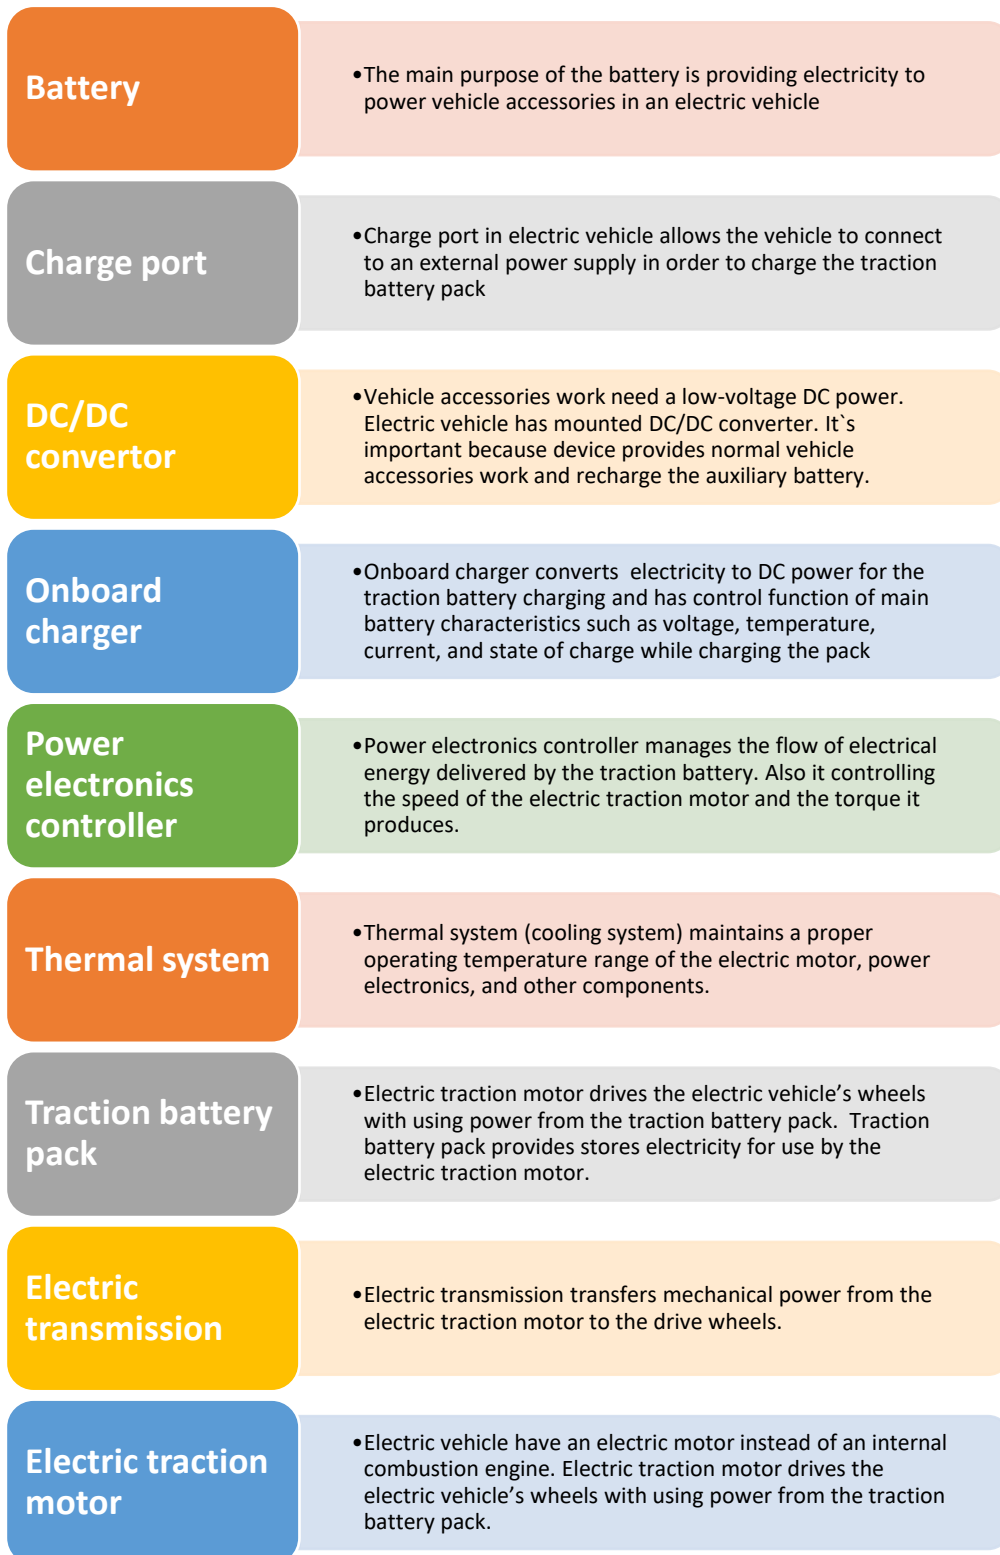 Battery
•The main purpose of the battery is providing electricity to
power vehicle accessories in an electric vehicle
Charge port
•Charge port in electric vehicle allows the vehicle to connect
to an external power supply in order to charge the traction
battery pack
DC/DC
convertor
•Vehicle accessories work need a low-voltage DC power.
Electric vehicle has mounted DC/DC converter. It`s
important because device provides normal vehicle
accessories work and recharge the auxiliary battery.
Onboard
charger
•Onboard charger converts  electricity to DC power for the
traction battery charging and has control function of main
battery characteristics such as voltage, temperature,
current, and state of charge while charging the pack
Power
electronics
controller
•Power electronics controller manages the flow of electrical
energy delivered by the traction battery. Also it controlling
the speed of the electric traction motor and the torque it
produces.
Thermal system
•Thermal system (cooling system) maintains a proper
operating temperature range of the electric motor, power
electronics, and other components.
Traction battery
pack
•Electric traction motor drives the electric vehicle’s wheels
with using power from the traction battery pack.  Traction
battery pack provides stores electricity for use by the
electric traction motor.
Electric
transmission
•Electric transmission transfers mechanical power from the
electric traction motor to the drive wheels.
Electric traction
motor
•Electric vehicle have an electric motor instead of an internal
combustion engine. Electric traction motor drives the
electric vehicle’s wheels with using power from the traction
battery pack.